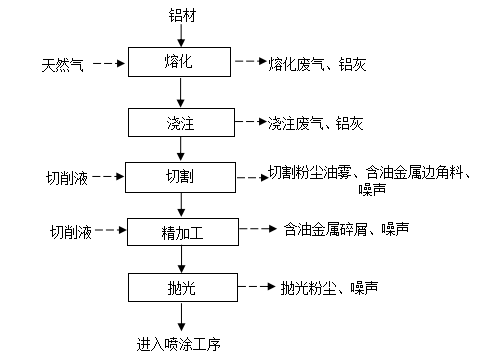 铝材
天然气
熔化
熔化废气、铝灰
浇注
浇注废气、铝灰
切削液
切割
切割粉尘油雾、含油金属边角料、
噪声
切削液
精加工
含油金属碎屑、噪声
抛光
抛光粉尘、噪声
进入喷涂工序